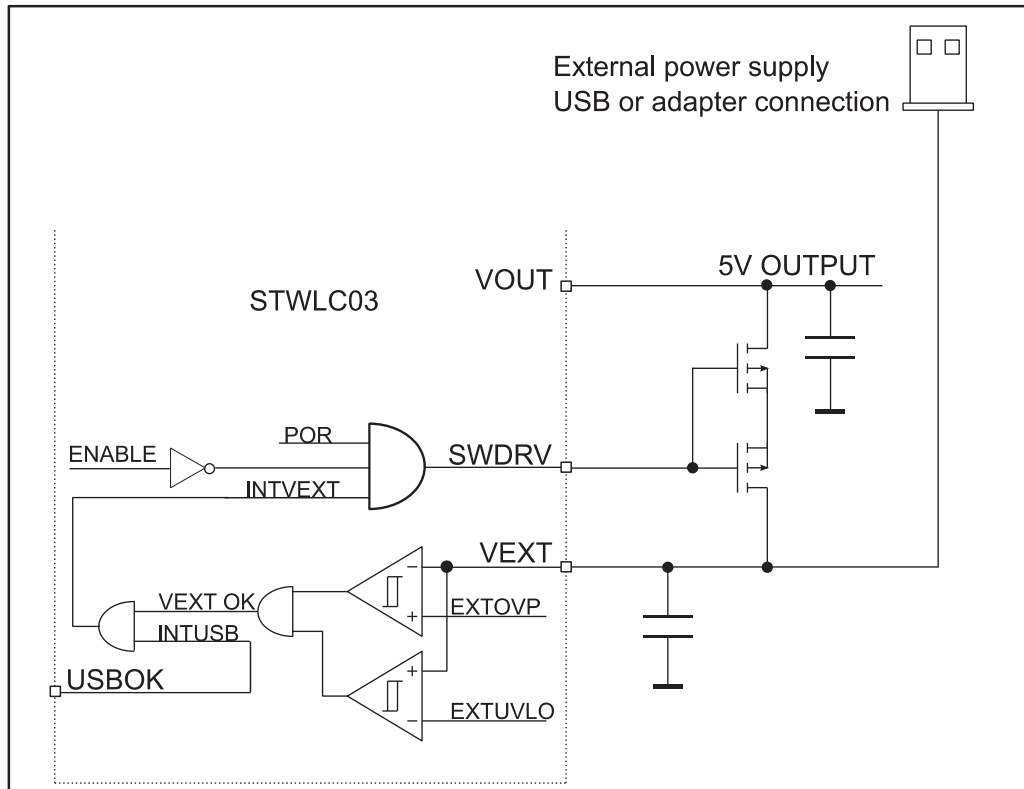 External power supply
USB or adapter connection
VOUT
5V OUTPUT
STWLC03
POR
ENABLE
SWDRV
INTVEXT
VEXT
VEXT OK
EXTOVP
INTUSB
USBOK
EXTUVLO